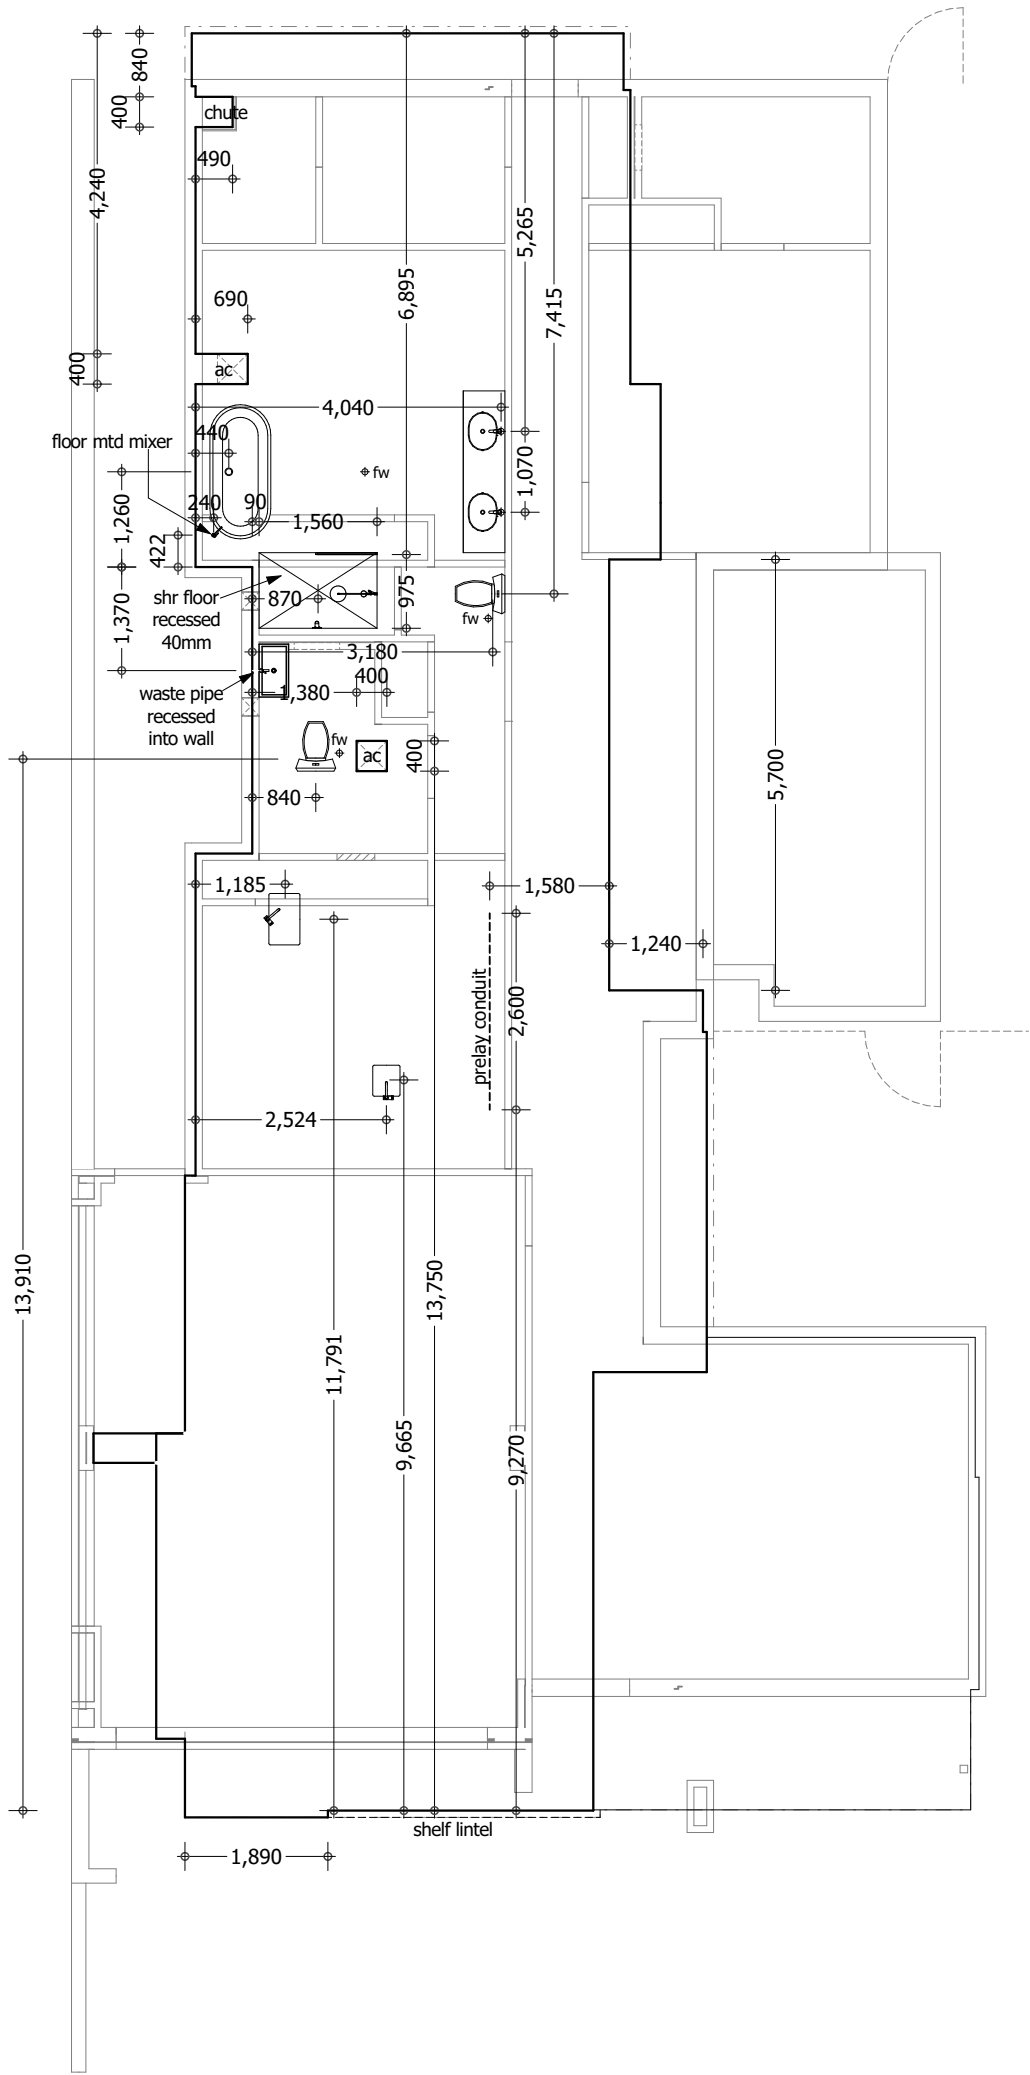 840
400
chute
4,240
490
5,265
6,895
7,415
690
400
ac
4,040
440
floor mtd mixer
fw
1,070
1,260
240
90
1,560
422
975
870
shr floor
recessed
40mm
1,370
fw
3,180
400
1,380
waste pipe
recessed
into wall
fw
ac
400
5,700
840
1,185
1,580
1,240
prelay conduit
2,600
2,524
13,910
13,750
11,791
9,665
9,270
shelf lintel
1,890